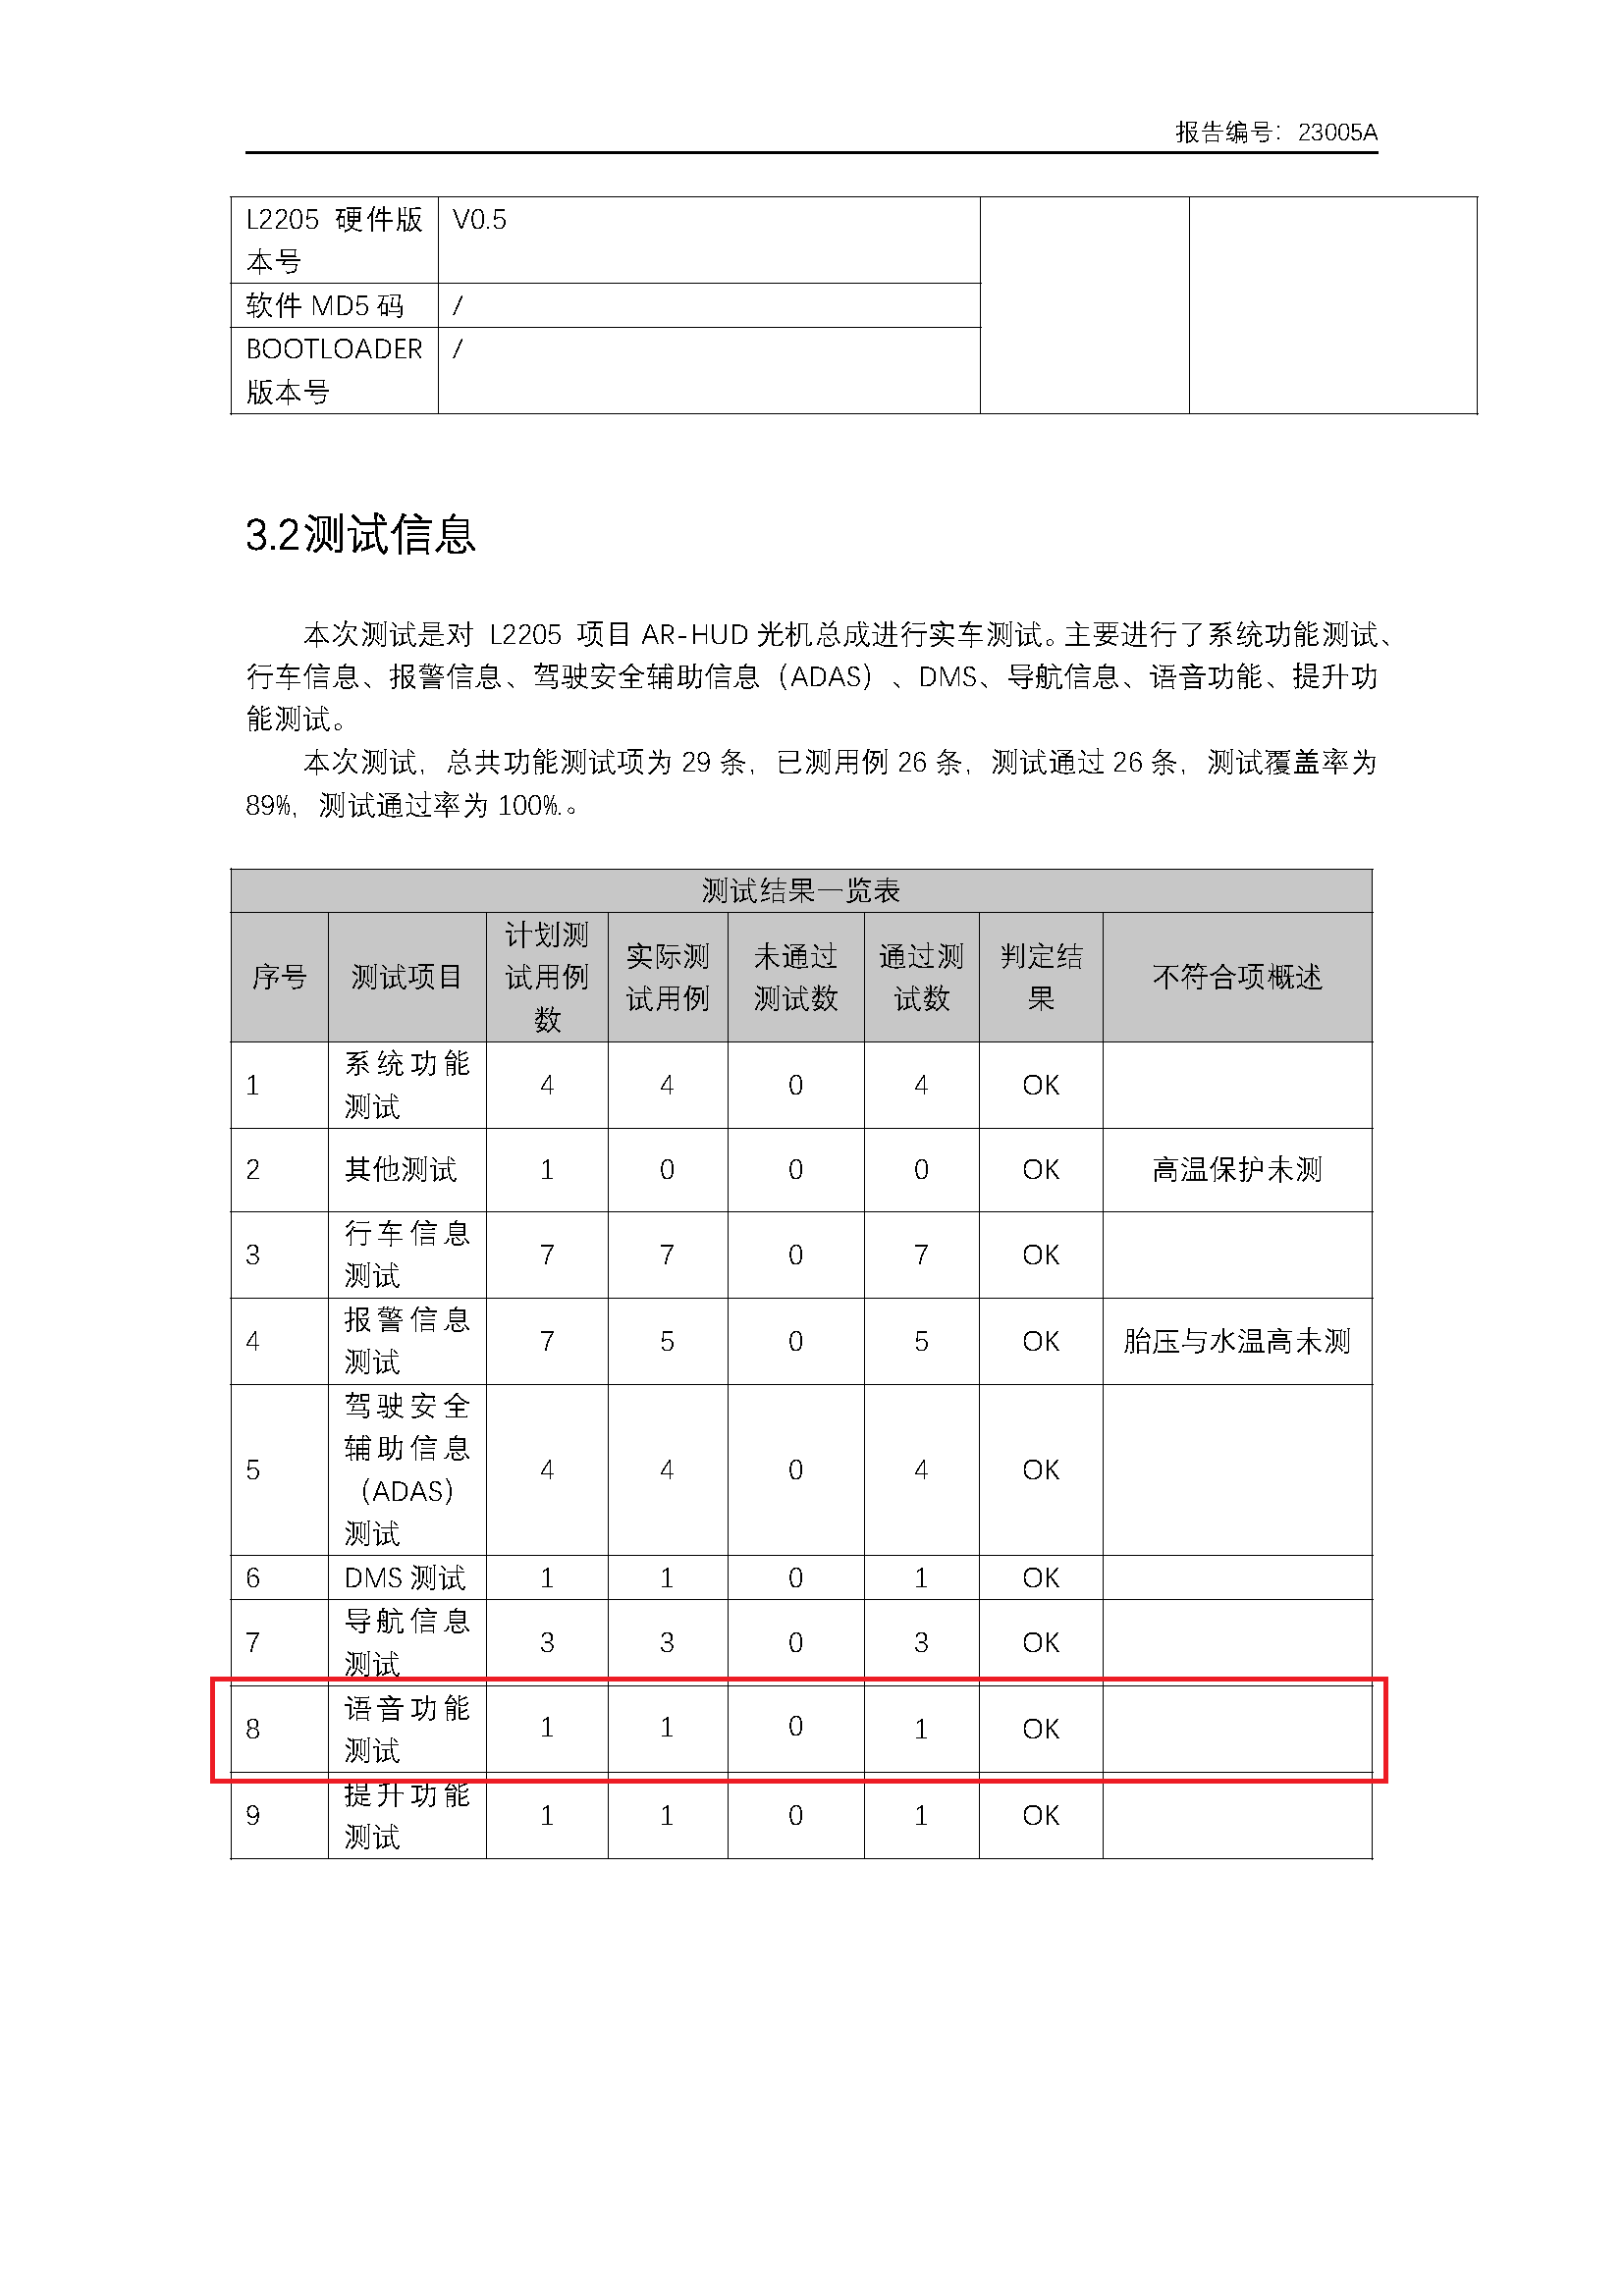 报告编号：23005A
L2205 硬件版
本号
V0.5
软件 MD5 码
/
BOOTLOADER
版本号
/
3.2测试信息
本次测试是对 L2205 项目 AR-HUD 光机总成进行实车测试。主要进行了系统功能测试、
行车信息、报警信息、驾驶安全辅助信息（ADAS）、DMS、导航信息、语音功能、提升功
能测试。
本次测试，总共功能测试项为 29 条，已测用例 26 条，测试通过 26 条，测试覆盖率为
89%，测试通过率为 100%.。
测试结果一览表
序号 测试项目 计划测试用例数 实际测试用例 未通过测试数 通过测试数 判定结果 不符合项概述
1 系统功能测试 4 4 0 4 OK
2 其他测试 1 0 0 0 OK 高温保护未测
3 行车信息测试 7 7 0 7 OK
4 报警信息测试 7 5 0 5 OK 胎压与水温高未测
5 驾驶安全辅助信息（ADAS）测试 4 4 0 4 OK
6 DMS 测试 1 1 0 1 OK
7 导航信息测试 3 3 0 3 OK
8 语音功能测试 1 1 0 1 OK
9 提升功能测试 1 1 0 1 OK